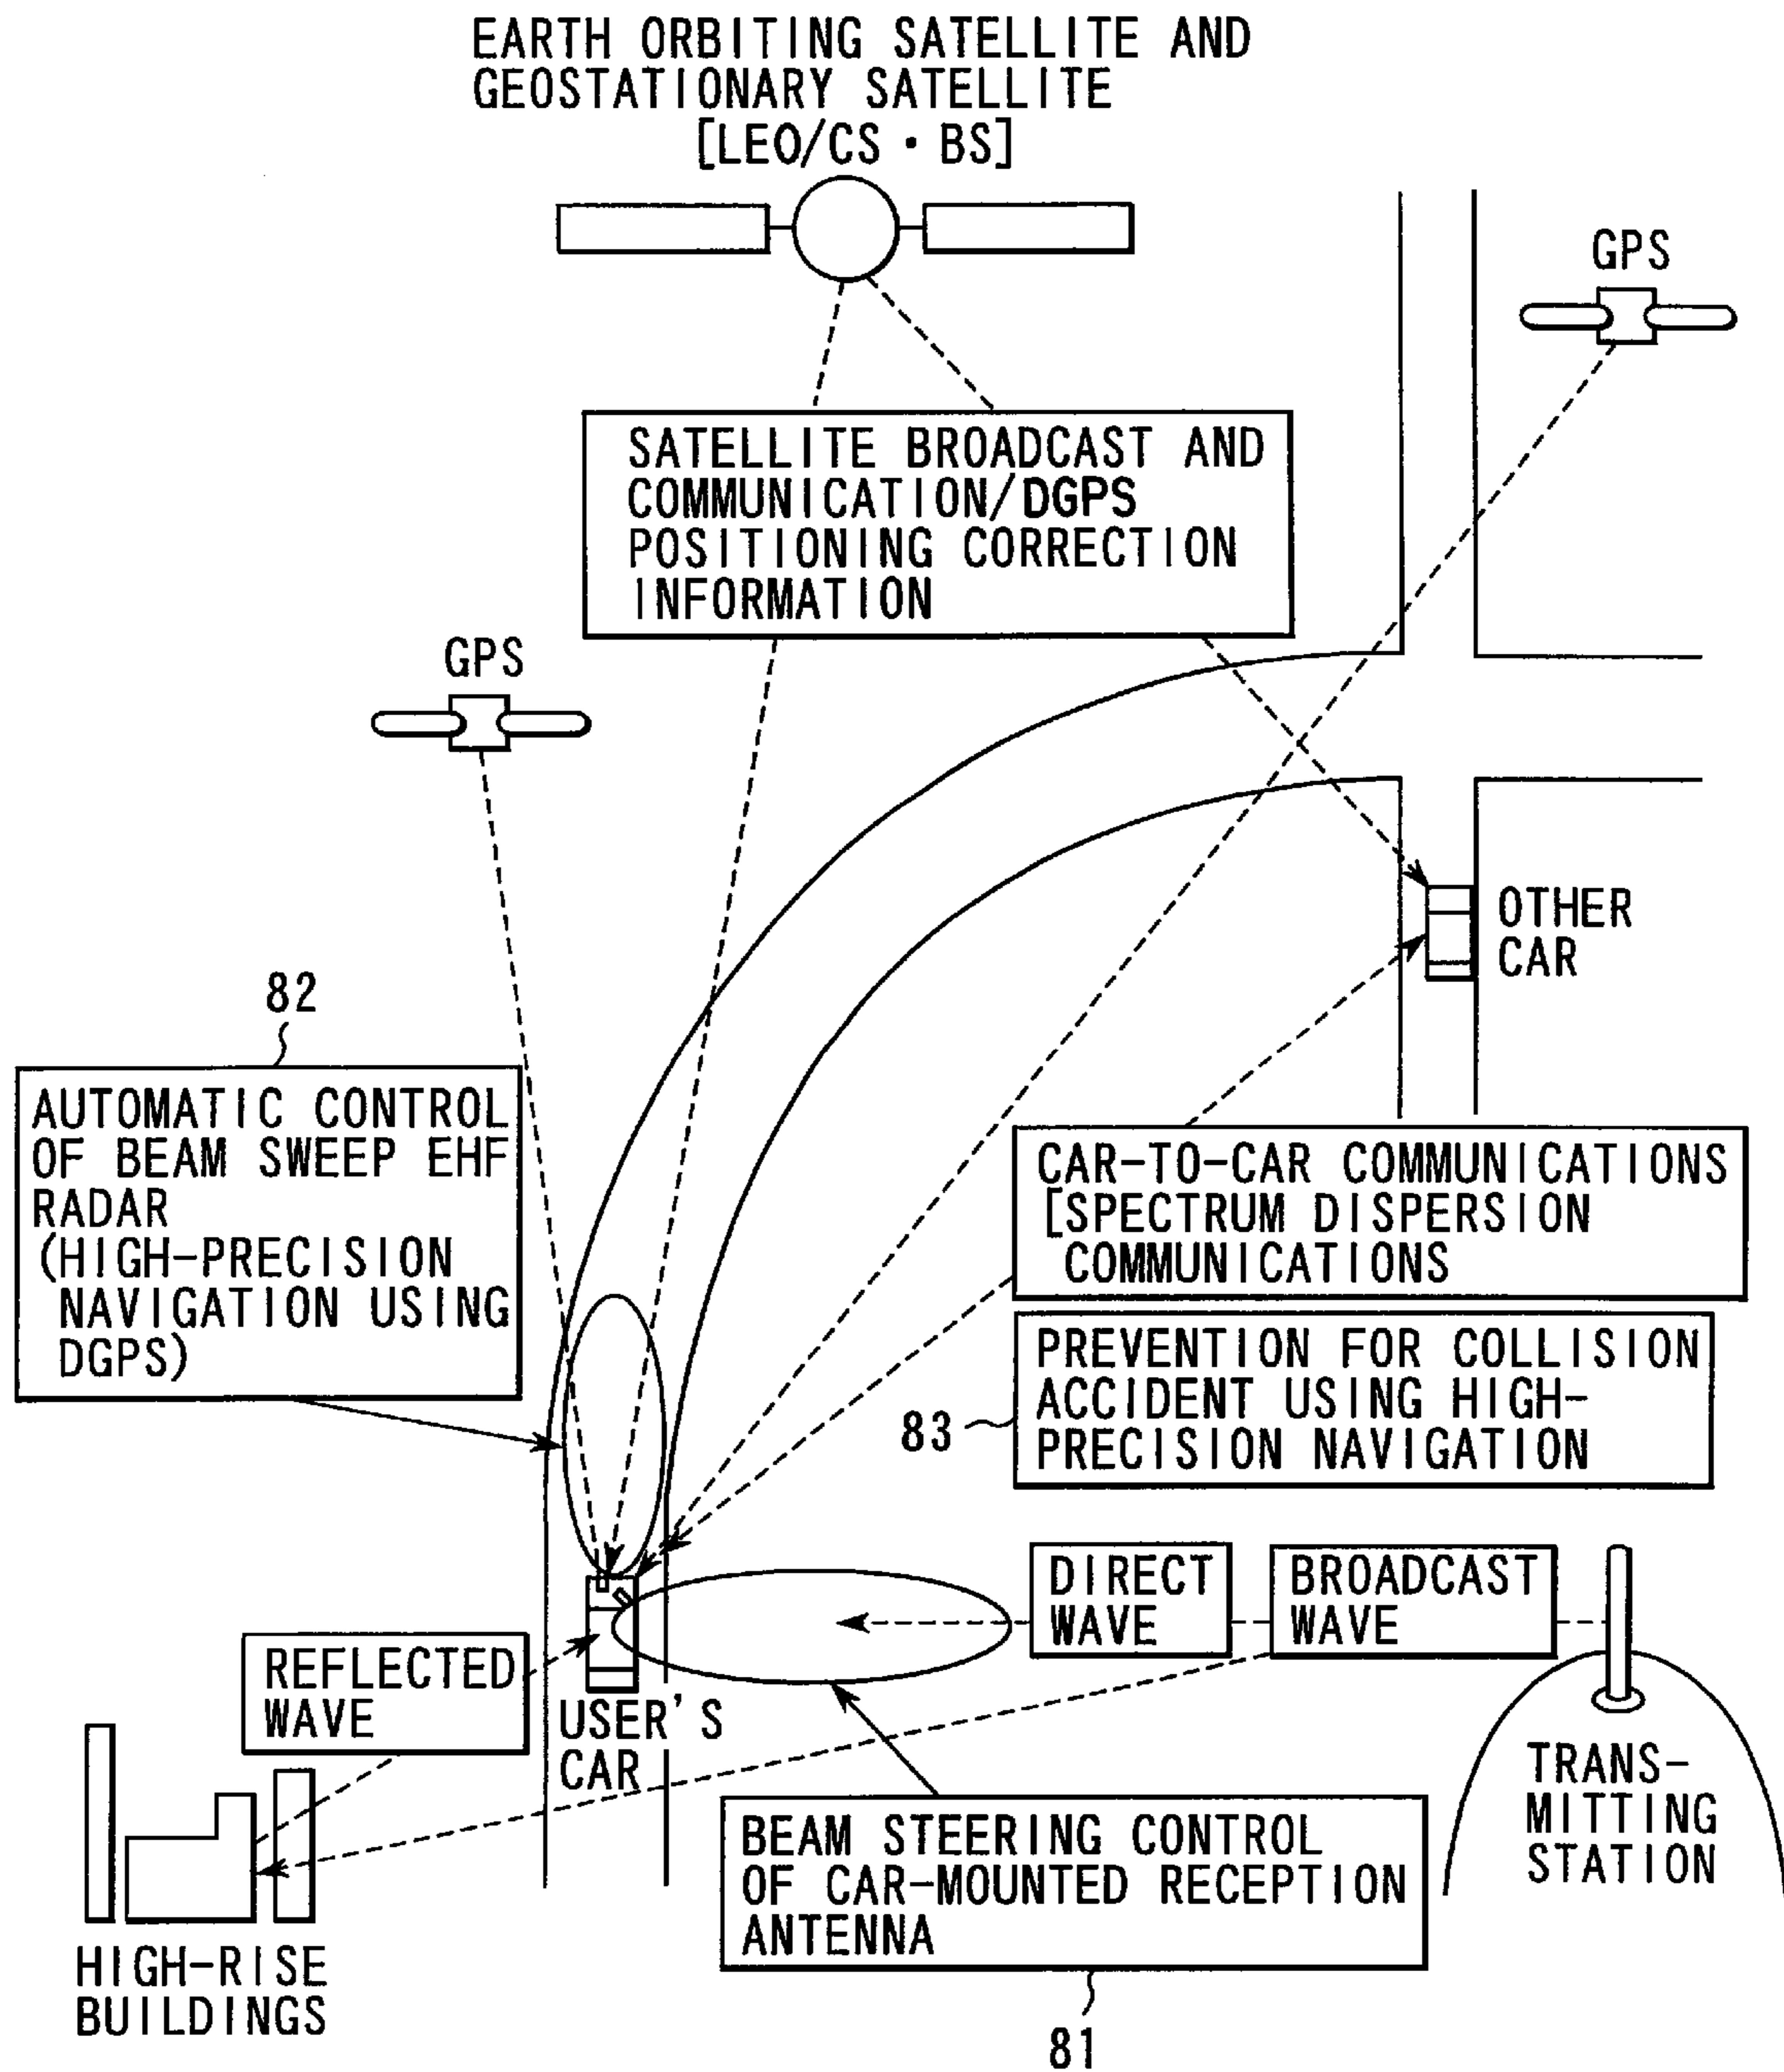 EARTH ORBITING SATELLITE AND
GEOSTATIONARY SATELLITE
[LEO/CS・BS]
GPS
SATELLITE BROADCAST AND
COMMUNICATION/DGPS
POSITIONING CORRECTION
INFORMATION
GPS
OTHER
CAR
82
AUTOMATIC CONTROL
OF BEAM SWEEP EHF
RADAR
(HIGH-PRECISION
NAVIGATION USING
DGPS)
CAR-TO-CAR COMMUNICATIONS
[SPECTRUM DISPERSION
COMMUNICATIONS
83
PREVENTION FOR COLLISION
ACCIDENT USING HIGH-
PRECISION NAVIGATION
DIRECT
WAVE
BROADCAST
WAVE
REFLECTED
WAVE
USER'S
CAR
TRANS-
MITTING
STATION
BEAM STEERING CONTROL
OF CAR-MOUNTED RECEPTION
ANTENNA
HIGH-RISE
BUILDINGS
81